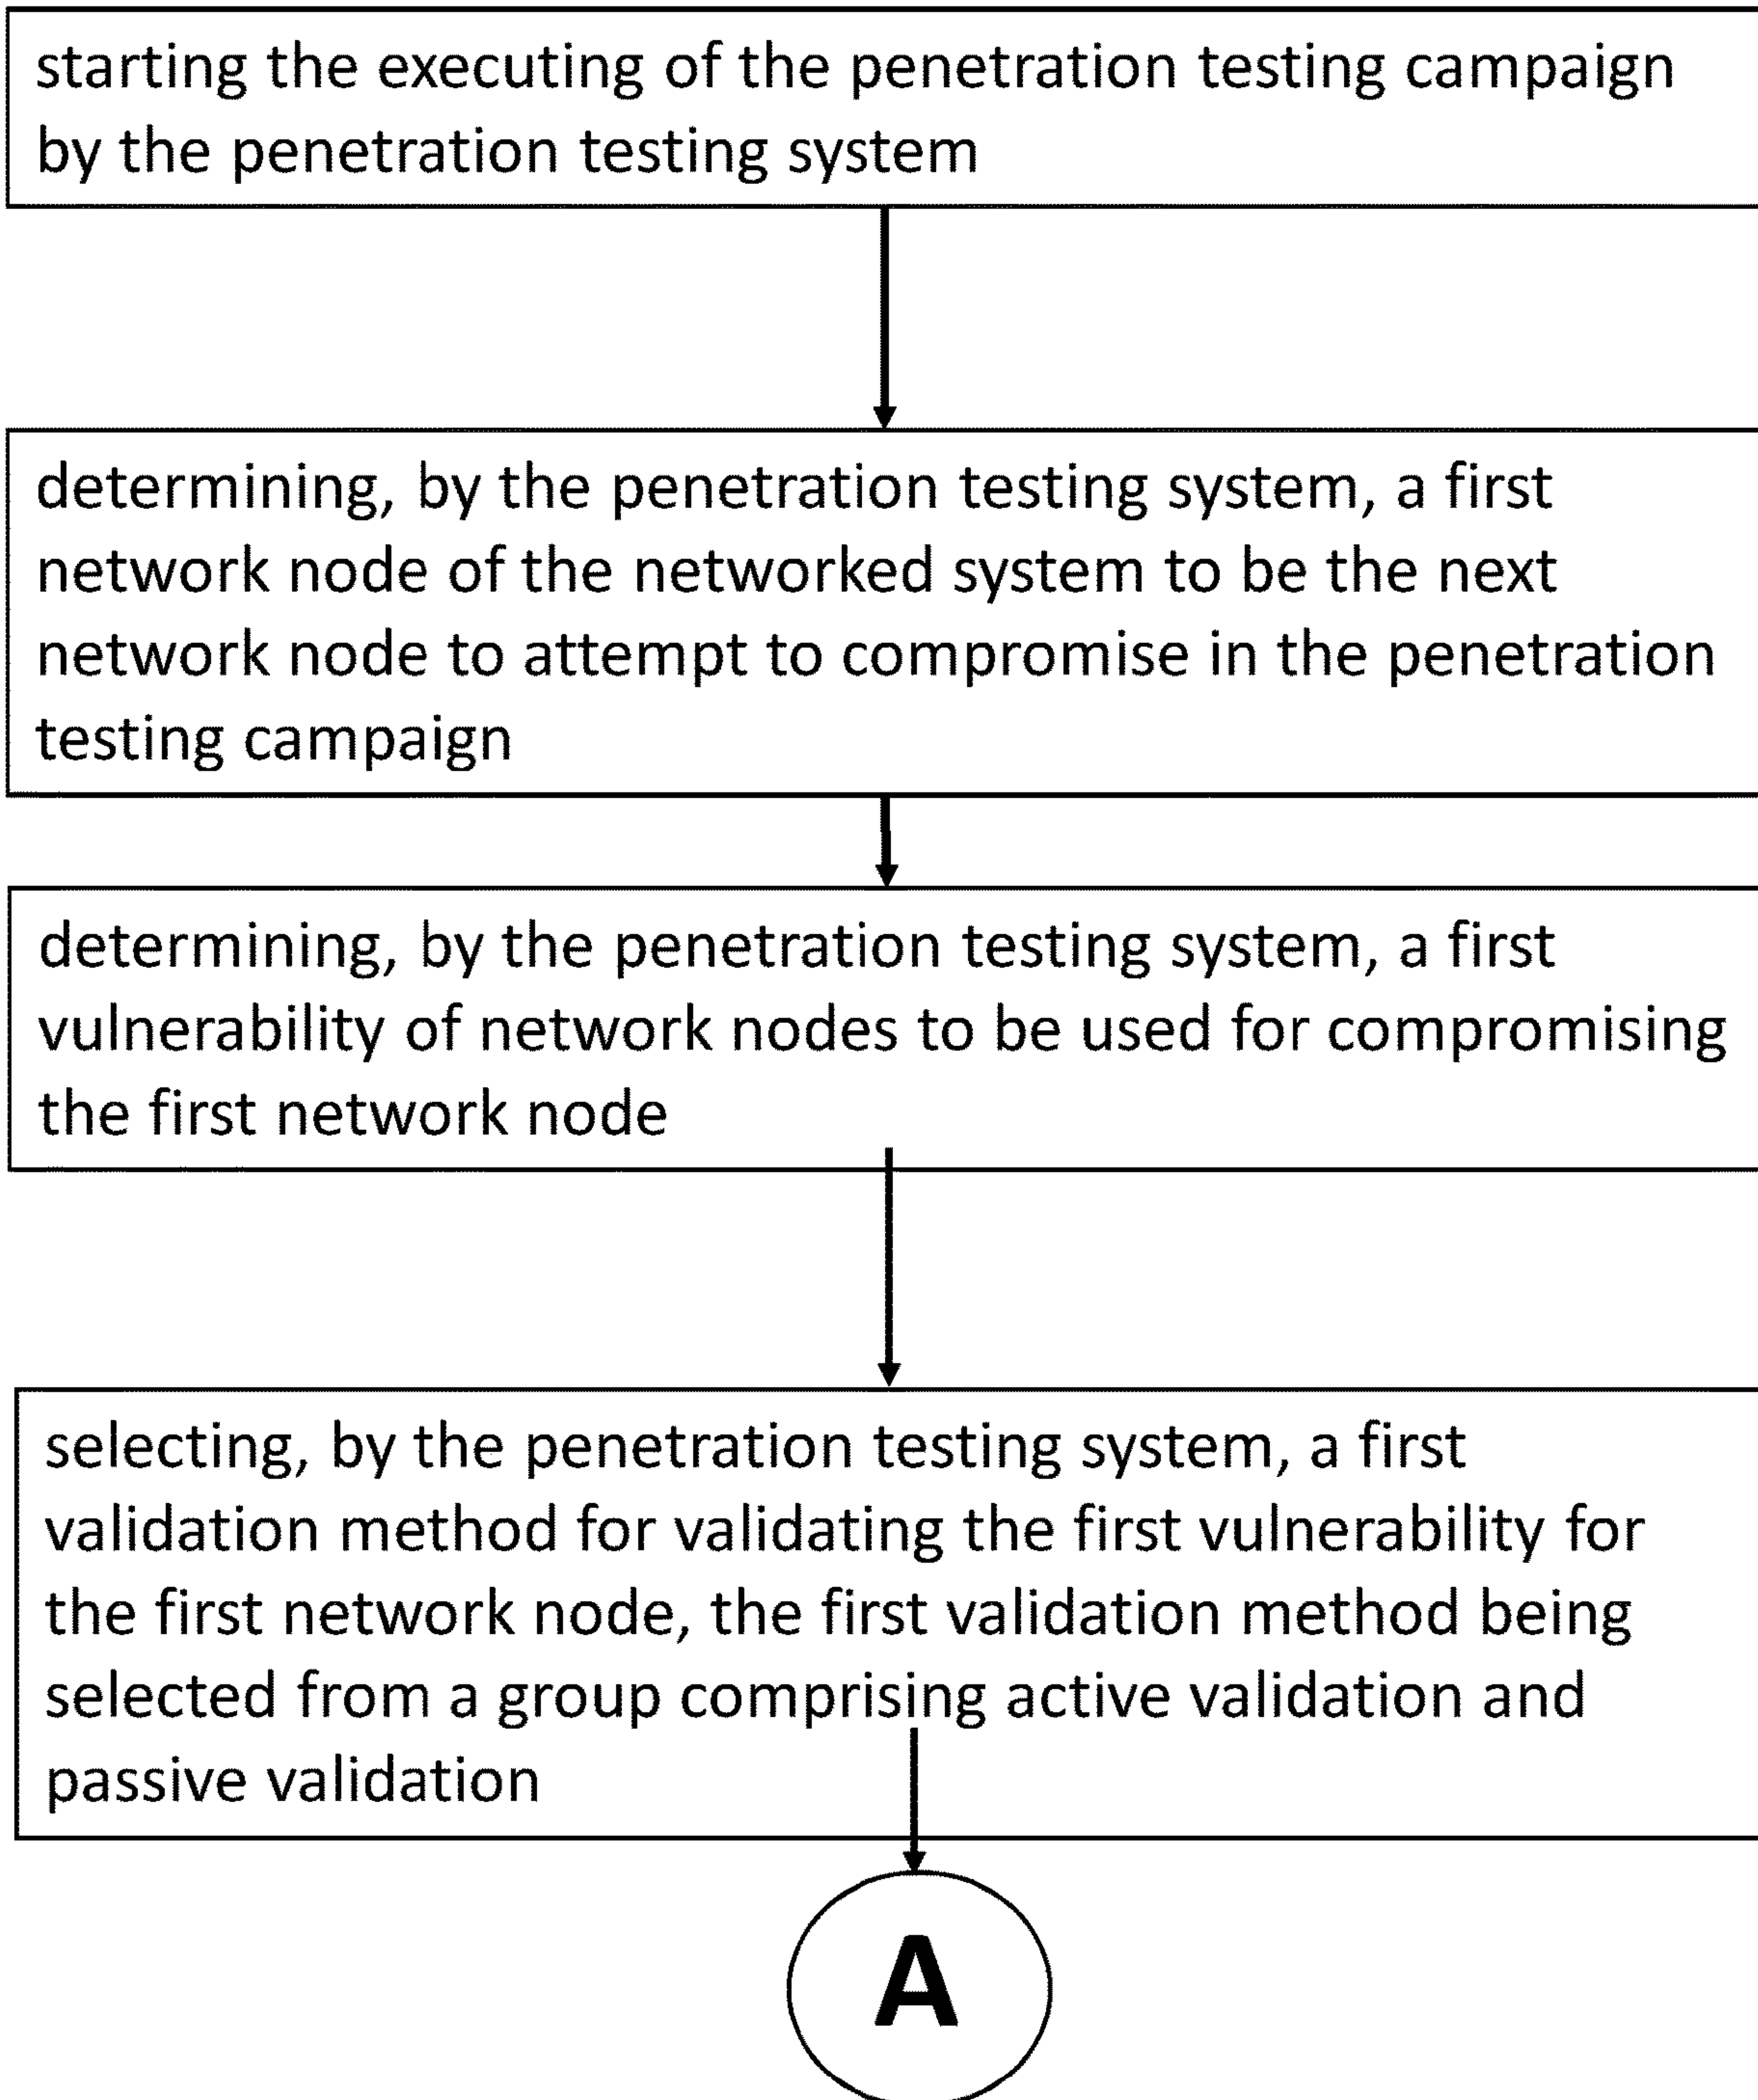 starting the executing of the penetration testing campaign
by the penetration testing system
determining, by the penetration testing system, a first
network node of the networked system to be the next
network node to attempt to compromise in the penetration
testing campaign
determining, by the penetration testing system, a first
vulnerability of network nodes to be used for compromising
the first network node
selecting, by the penetration testing system, a first
validation method for validating the first vulnerability for
the first network node, the first validation method being
selected from a group comprising active validation and
passive validation
A